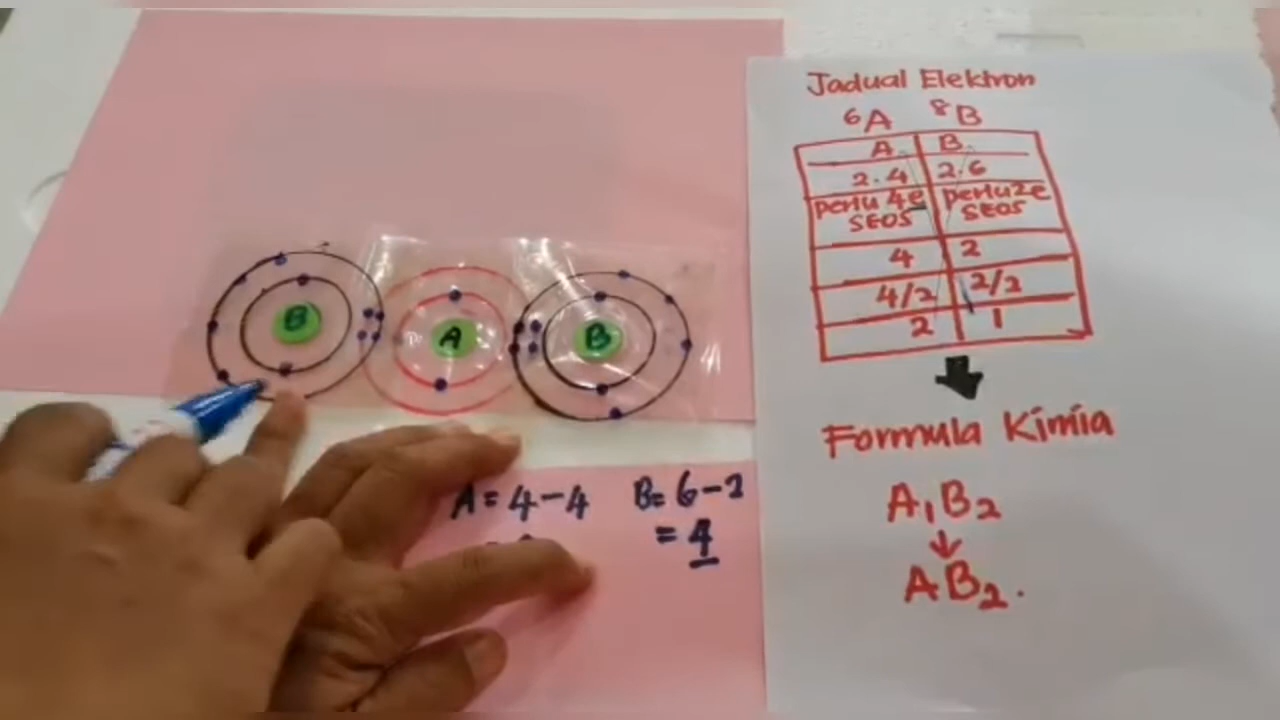 Jadual Elektron
6A 8B
A B
2.4 2.6
perlu 4e perlu 2e
SEOS SEOS
4 2
4/2 2/2
2 1
Formula Kimia
A1B2
AB2.
B A B
A = 4-4 B= 6-2
= 4